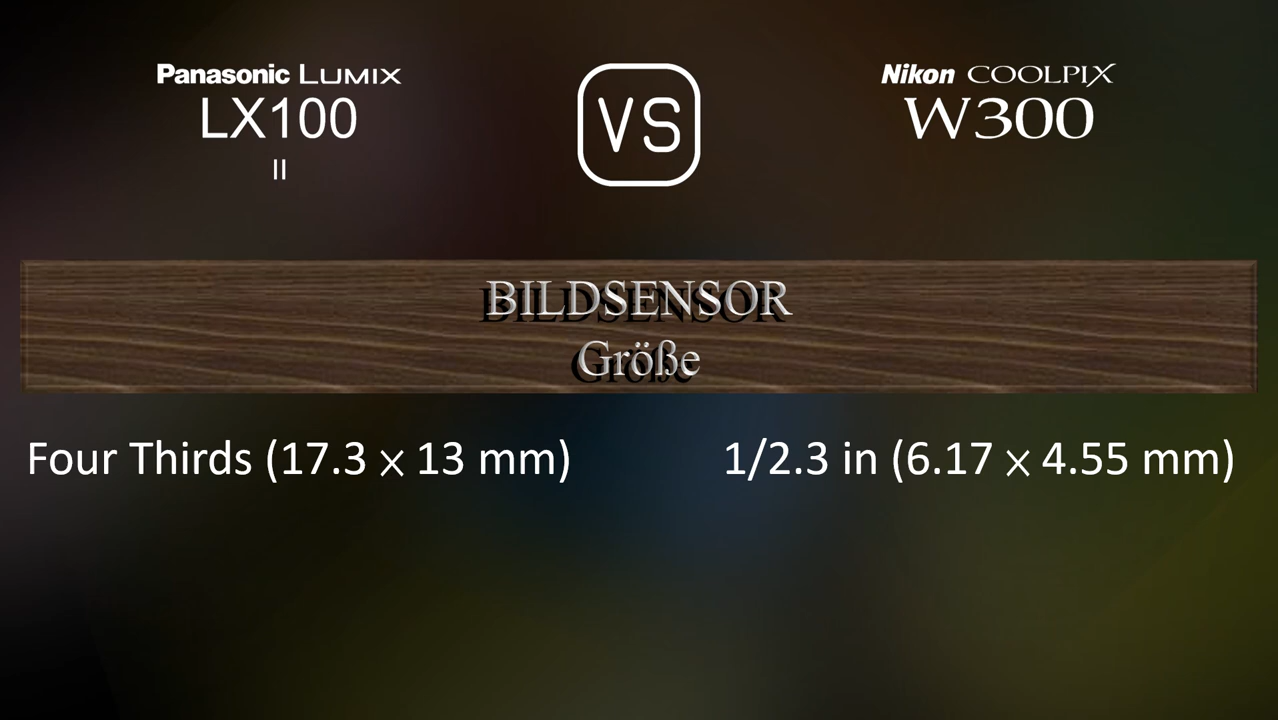 Panasonic LUMIX
LX100
II
VS
Nikon COOLPIX
W300
BILDSENSOR
Größe
Four Thirds (17.3 x 13 mm)
1/2.3 in (6.17 x 4.55 mm)